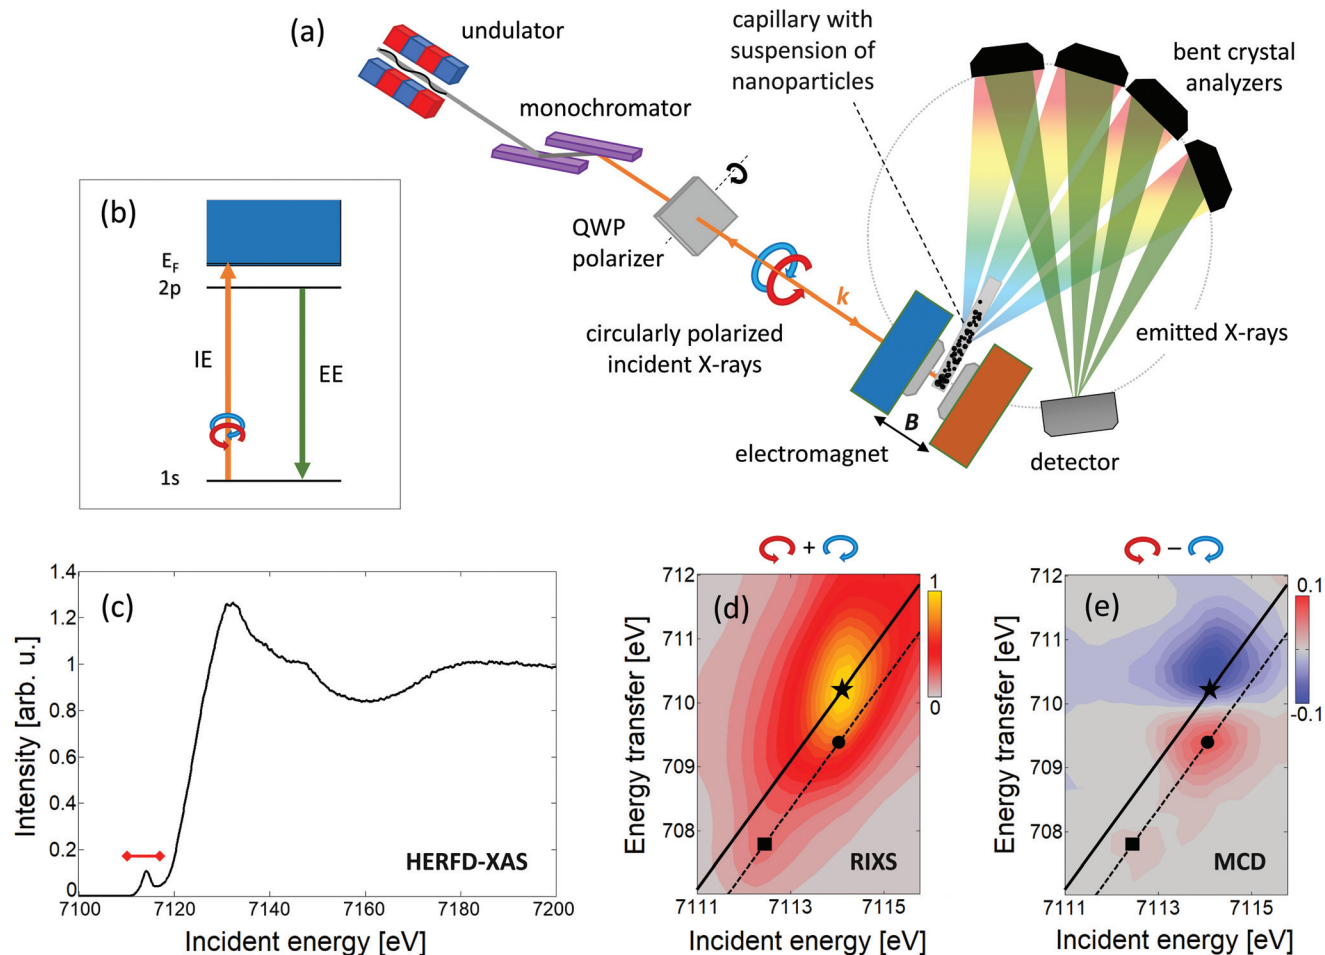 (a)
undulator
monochromator
QWP
polarizer
circularly polarized
incident X-rays
k
capillary with
suspension of
nanoparticles
bent crystal
analyzers
emitted X-rays
B
electromagnet
detector
(b)
E_F
2p
IE
EE
1s
(c)
Intensity [arb. u.]
1.4
1.2
1
0.8
0.6
0.4
0.2
0
7100
7120
7140
7160
7180
7200
Incident energy [eV]
HERFD-XAS
+
(d)
Energy transfer [eV]
712
711
710
709
708
7111
7113
7115
Incident energy [eV]
1
0
RIXS
−
(e)
Energy transfer [eV]
712
711
710
709
708
7111
7113
7115
Incident energy [eV]
0.1
-0.1
MCD